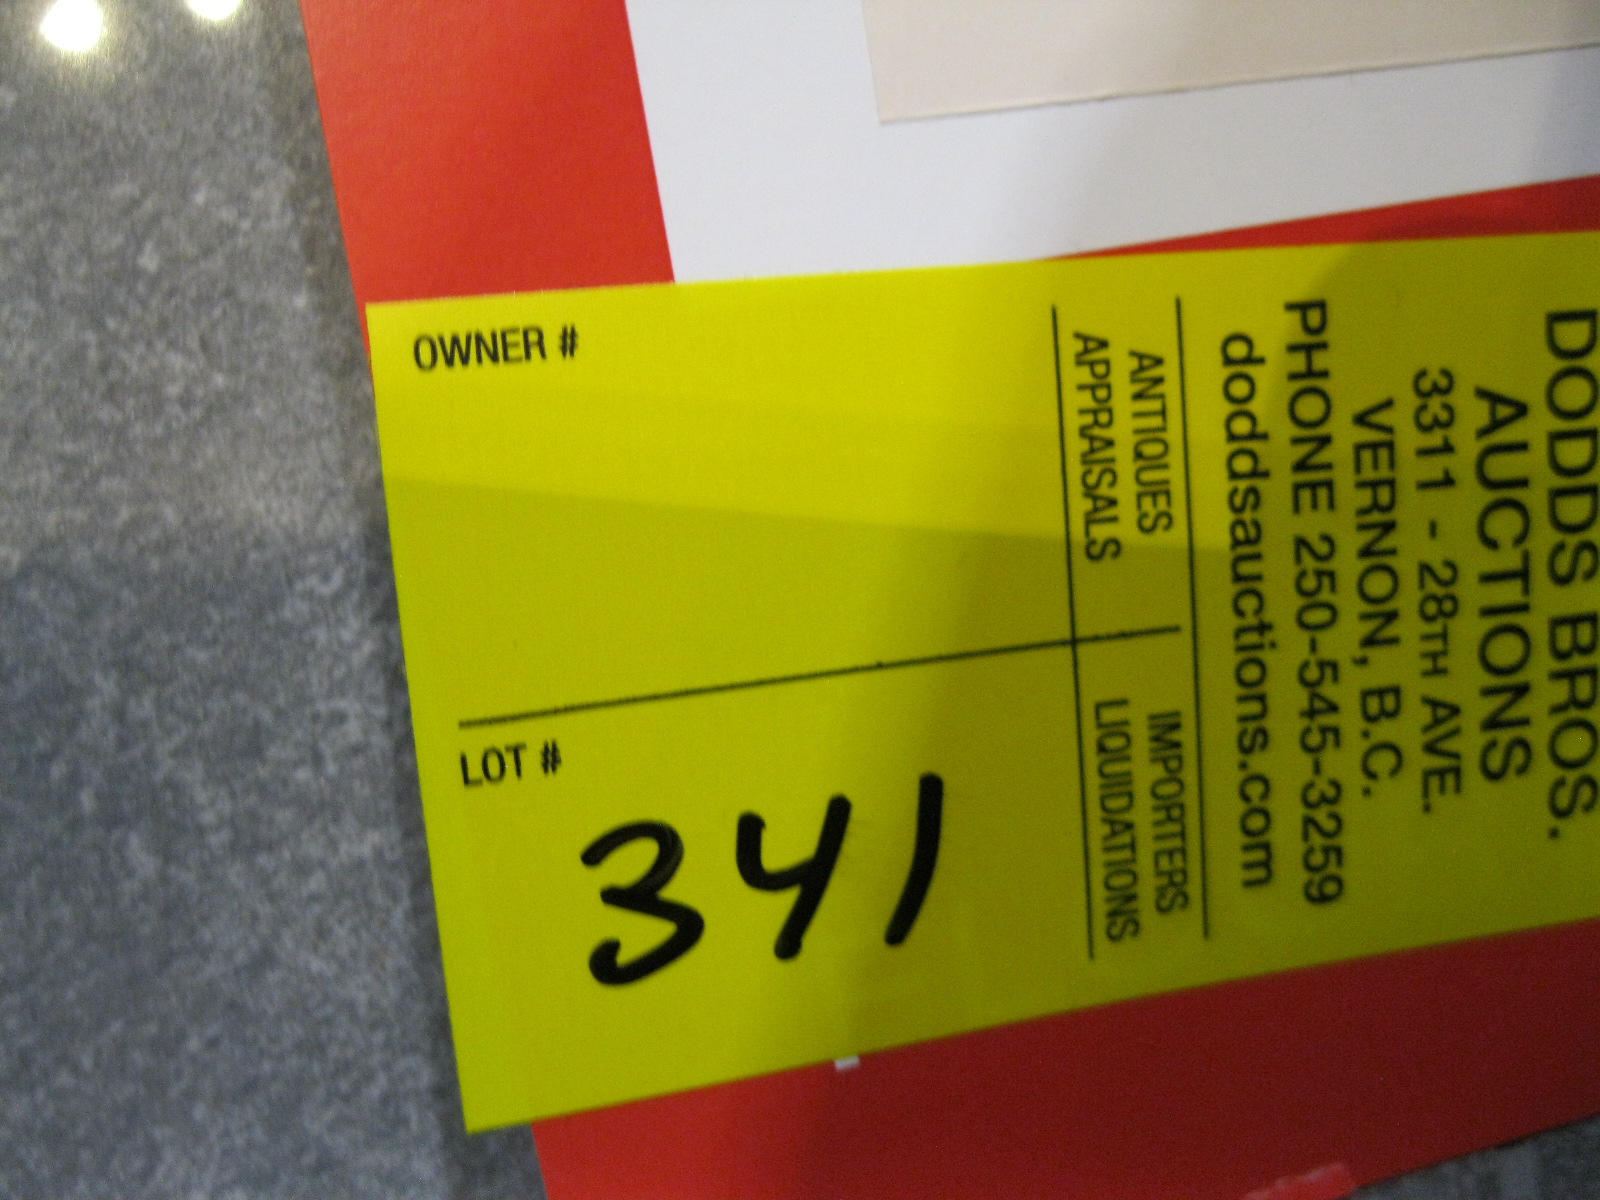 DODDS BROS.
AUCTIONS
3311 - 28TH AVE.
VERNON, B.C.
PHONE 250-545-3259
doddsauctions.com
ANTIQUES IMPORTERS
APPRAISALS LIQUIDATIONS
OWNER #
LOT #
341